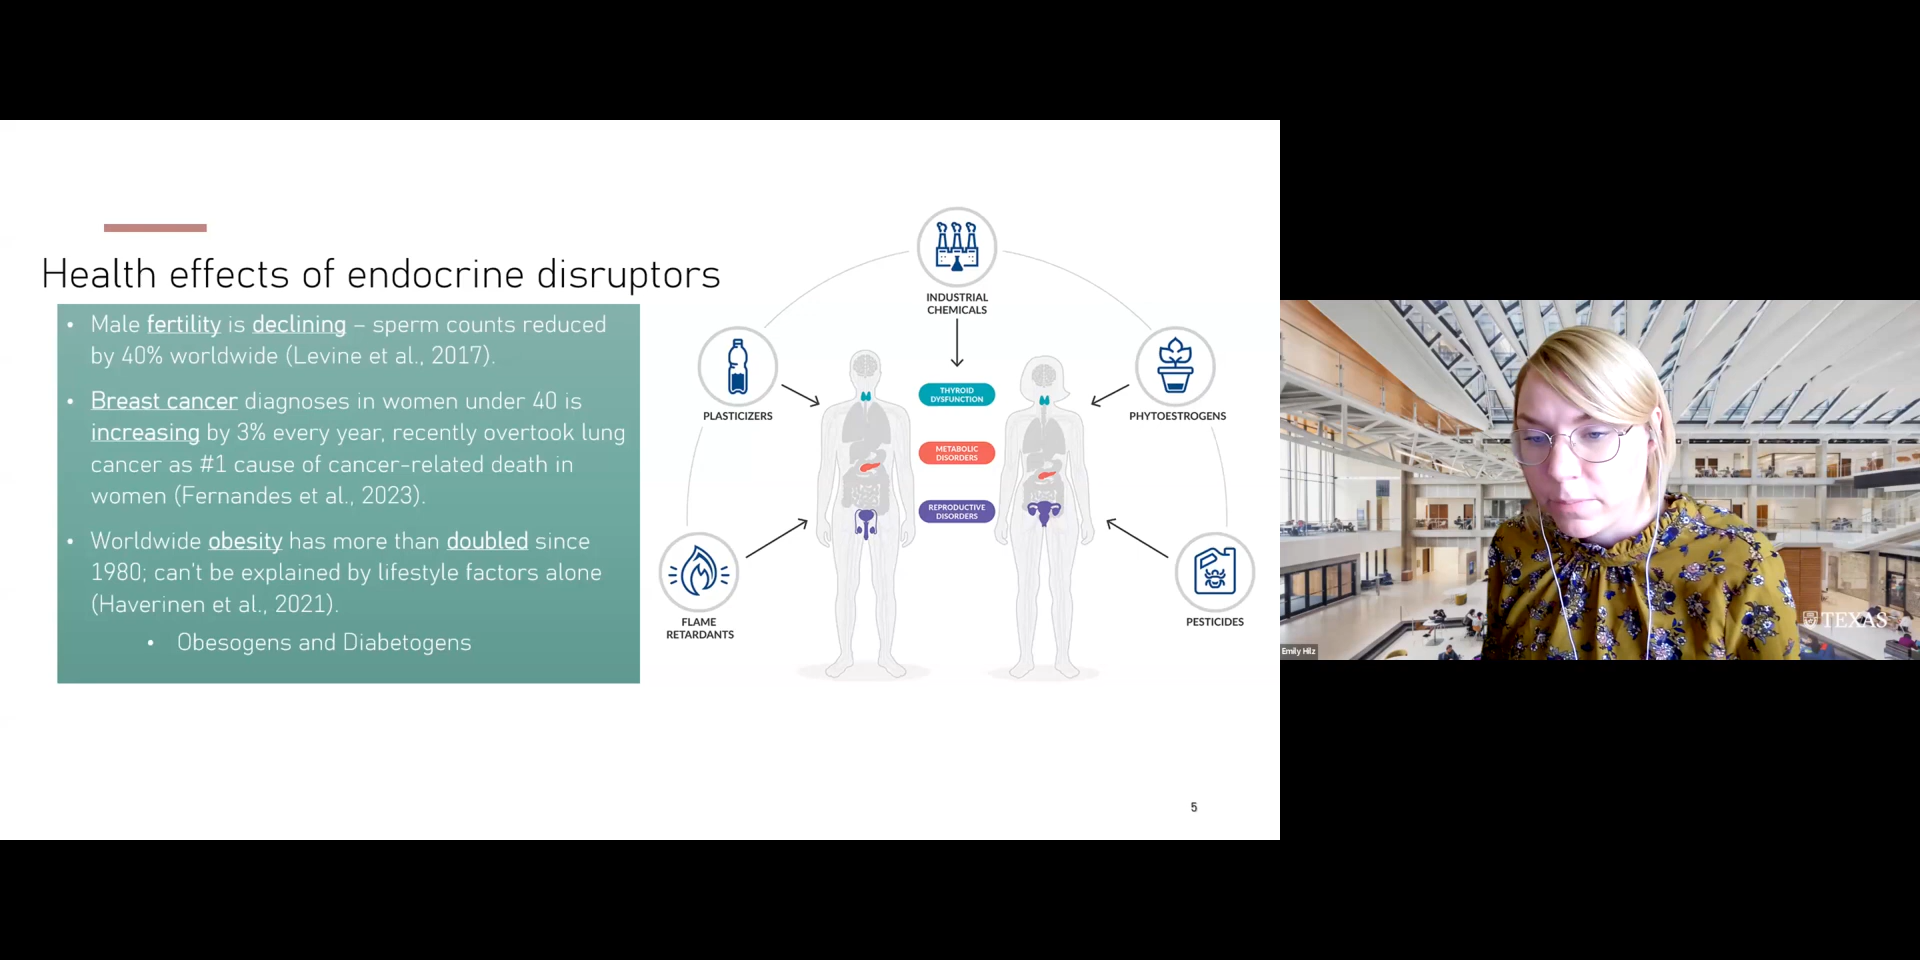 Health effects of endocrine disruptors
• Male fertility is declining – sperm counts reduced
by 40% worldwide (Levine et al., 2017).
• Breast cancer diagnoses in women under 40 is
increasing by 3% every year, recently overtook lung
cancer as #1 cause of cancer-related death in
women (Fernandes et al., 2023).
• Worldwide obesity has more than doubled since
1980; can't be explained by lifestyle factors alone
(Haverinen et al., 2021).
• Obesogens and Diabetogens
INDUSTRIAL
CHEMICALS
PLASTICIZERS
PHYTOESTROGENS
THYROID
DYSFUNCTION
METABOLIC
DISORDERS
REPRODUCTIVE
DISORDERS
FLAME
RETARDANTS
PESTICIDES
5
TEXAS
Emily Hilz